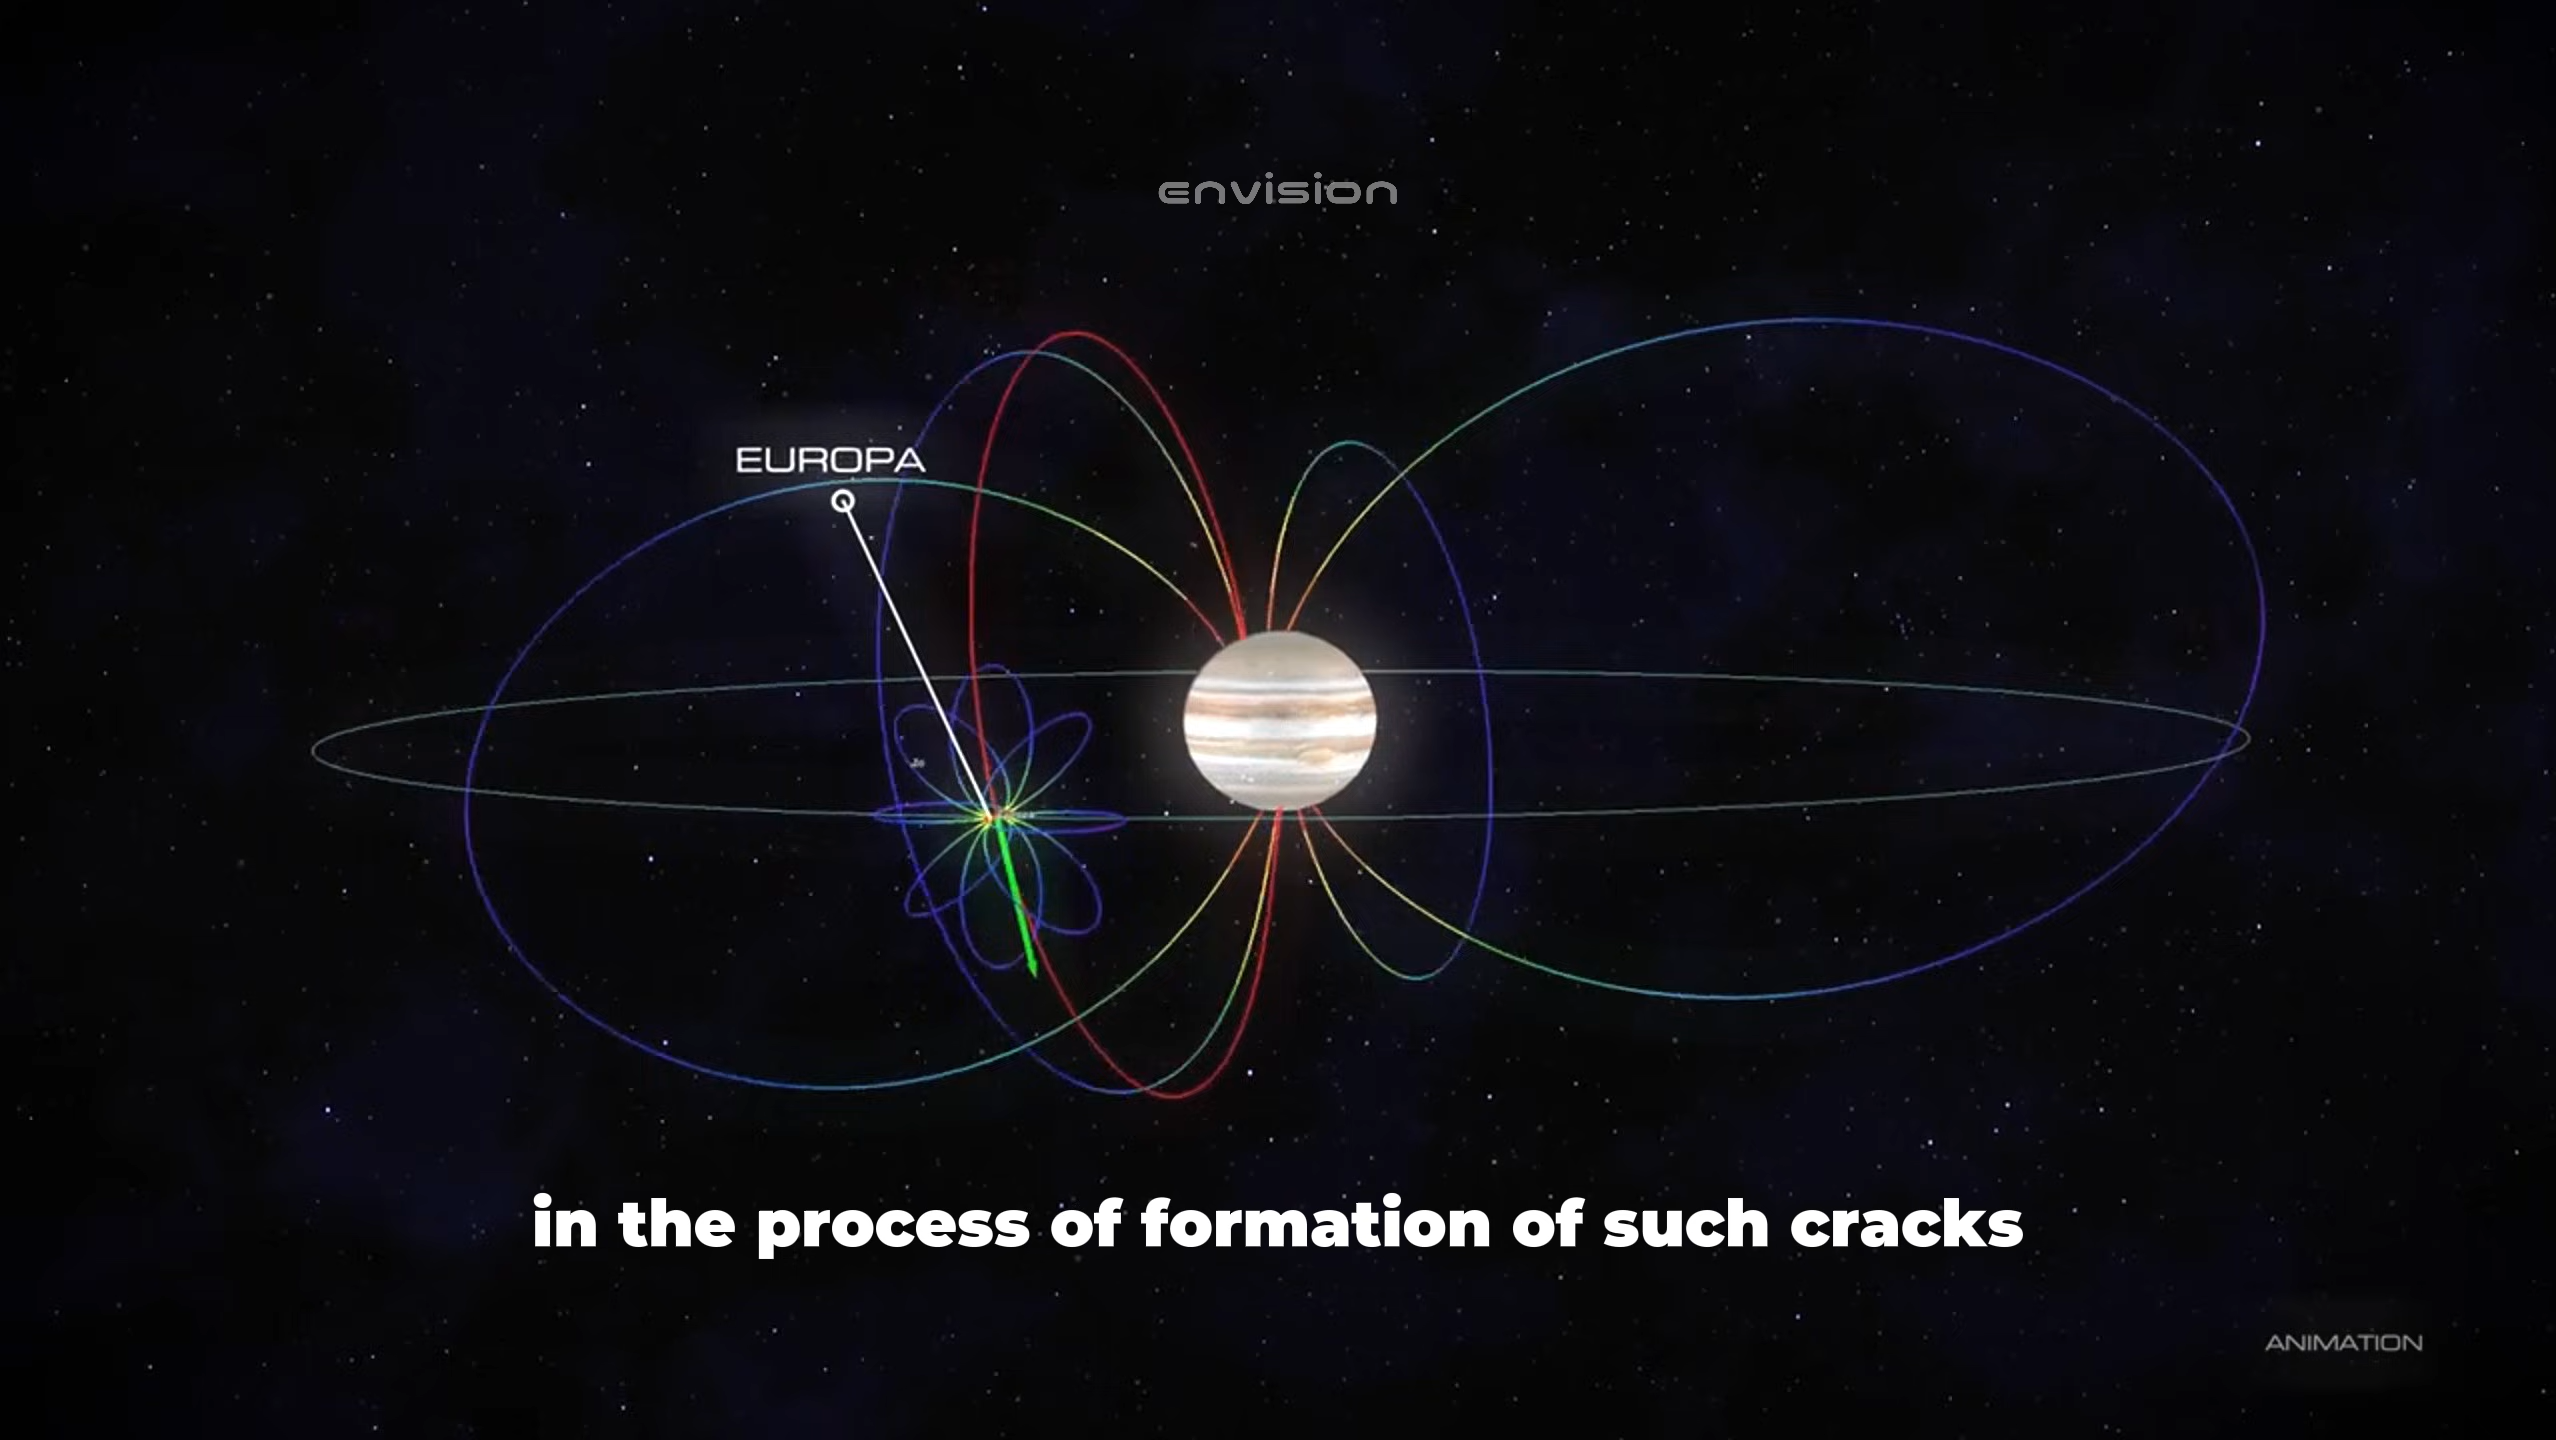 envision
EUROPA
in the process of formation of such cracks
ANIMATION